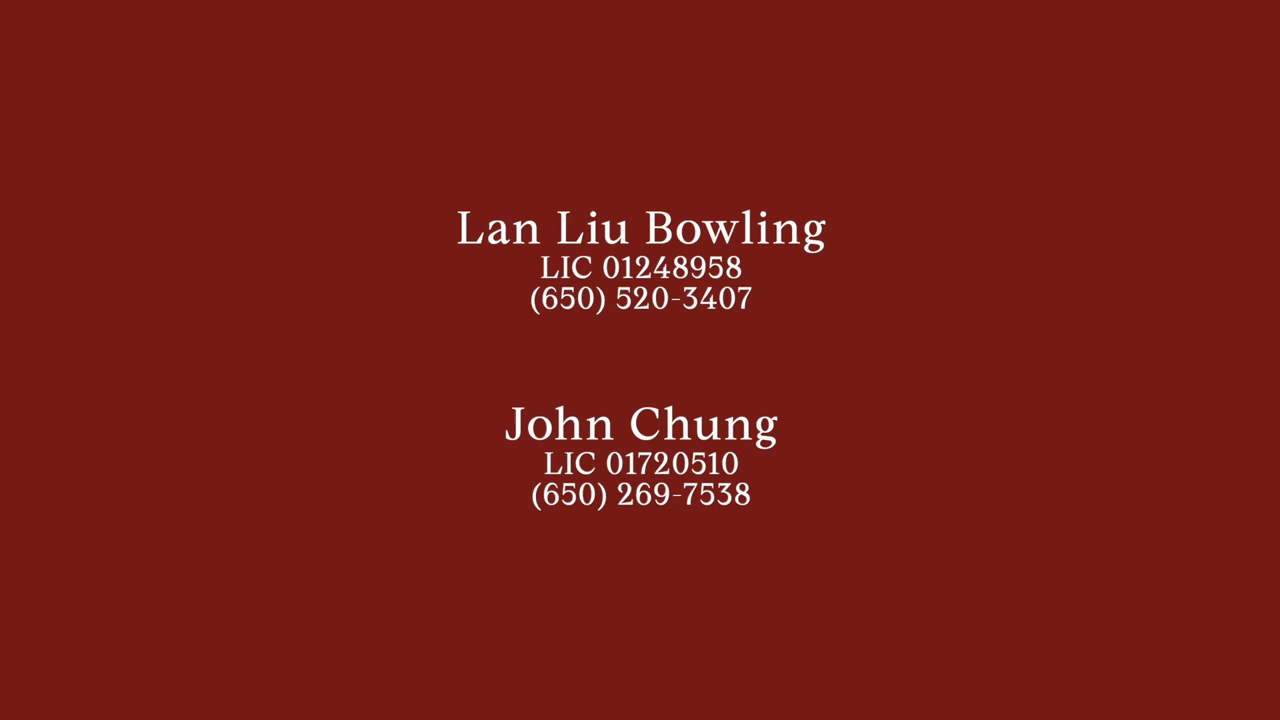 Lan Liu Bowling
LIC 01248958
(650) 520-3407
John Chung
LIC 01720510
(650) 269-7538